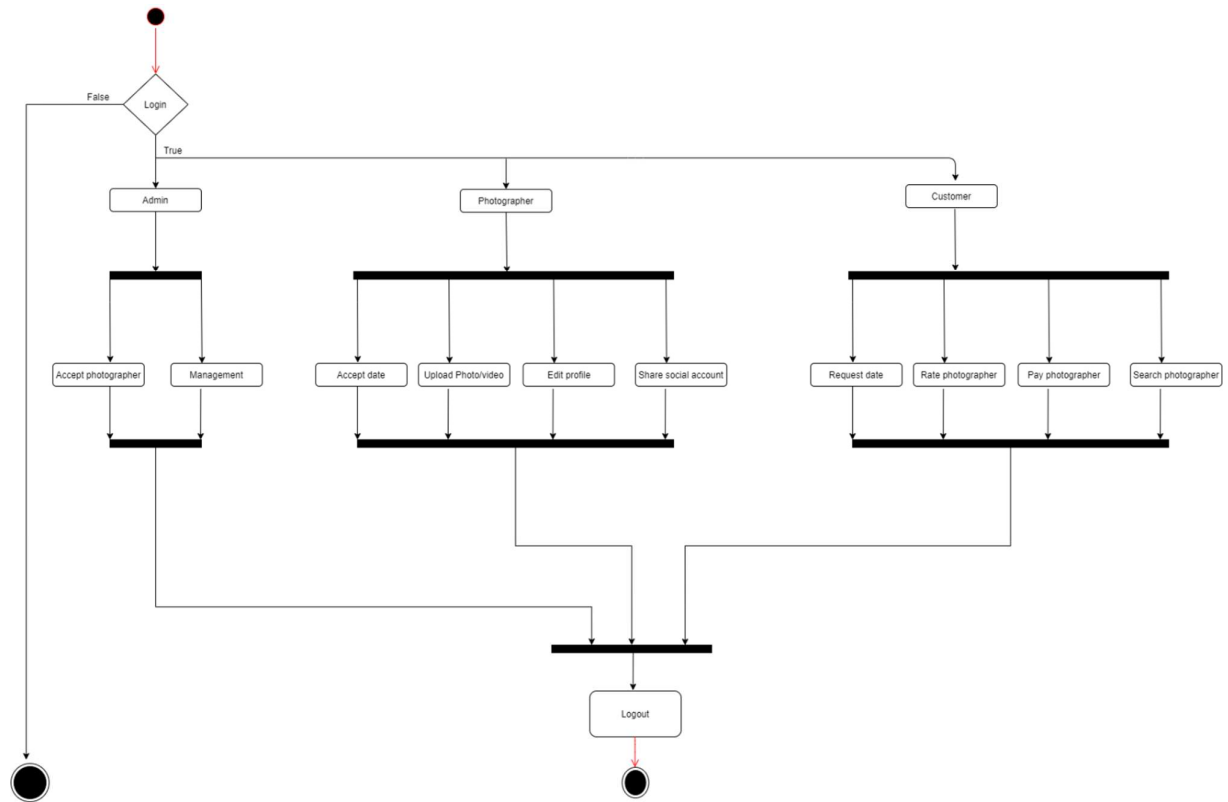 False
Login
True
Admin
Photographer
Customer
Accept photographer
Management
Accept date
Upload Photo/video
Edit profile
Share social account
Request date
Rate photographer
Pay photographer
Search photographer
Logout